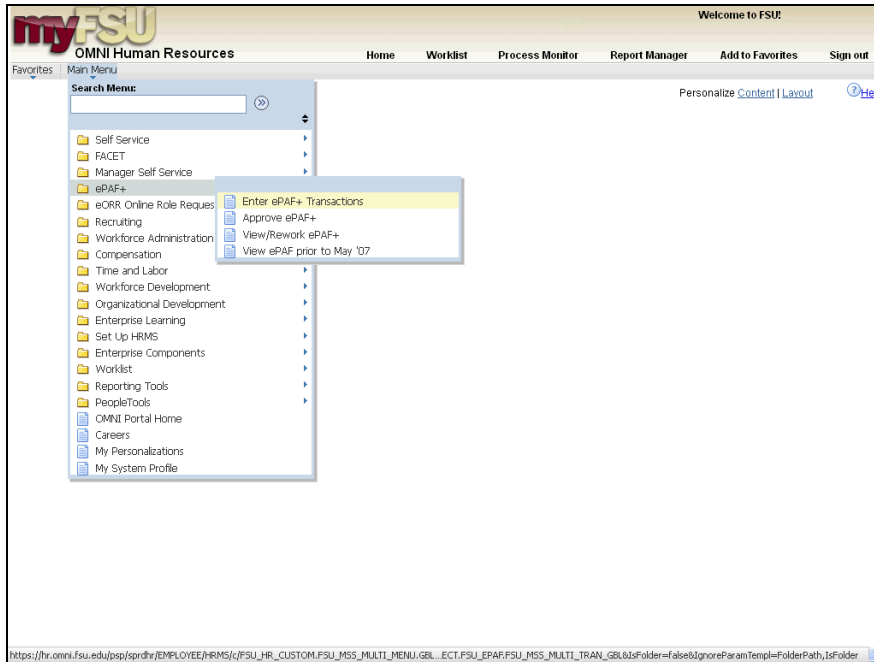 Welcome to FSU!
myFSU
OMNI Human Resources
Home Worklist Process Monitor Report Manager Add to Favorites Sign out
Favorites Main Menu
Search Menu:
Personalize Content | Layout ? He
Self Service
FACET
Manager Self Service
ePAF+
Enter ePAF+ Transactions
eORR Online Role Reques
Approve ePAF+
Recruiting
View/Rework ePAF+
Workforce Administration
View ePAF prior to May '07
Compensation
Time and Labor
Workforce Development
Organizational Development
Enterprise Learning
Set Up HRMS
Enterprise Components
Worklist
Reporting Tools
PeopleTools
OMNI Portal Home
Careers
My Personalizations
My System Profile
https://hr.omni.fsu.edu/psp/sprdhr/EMPLOYEE/HRMS/c/FSU_HR_CUSTOM.FSU_MSS_MULTI_MENU.GBL...ECT.FSU_EPAF.FSU_MSS_MULTI_TRAN_GBL&IsFolder=false&IgnoreParamTempl=FolderPath,IsFolder